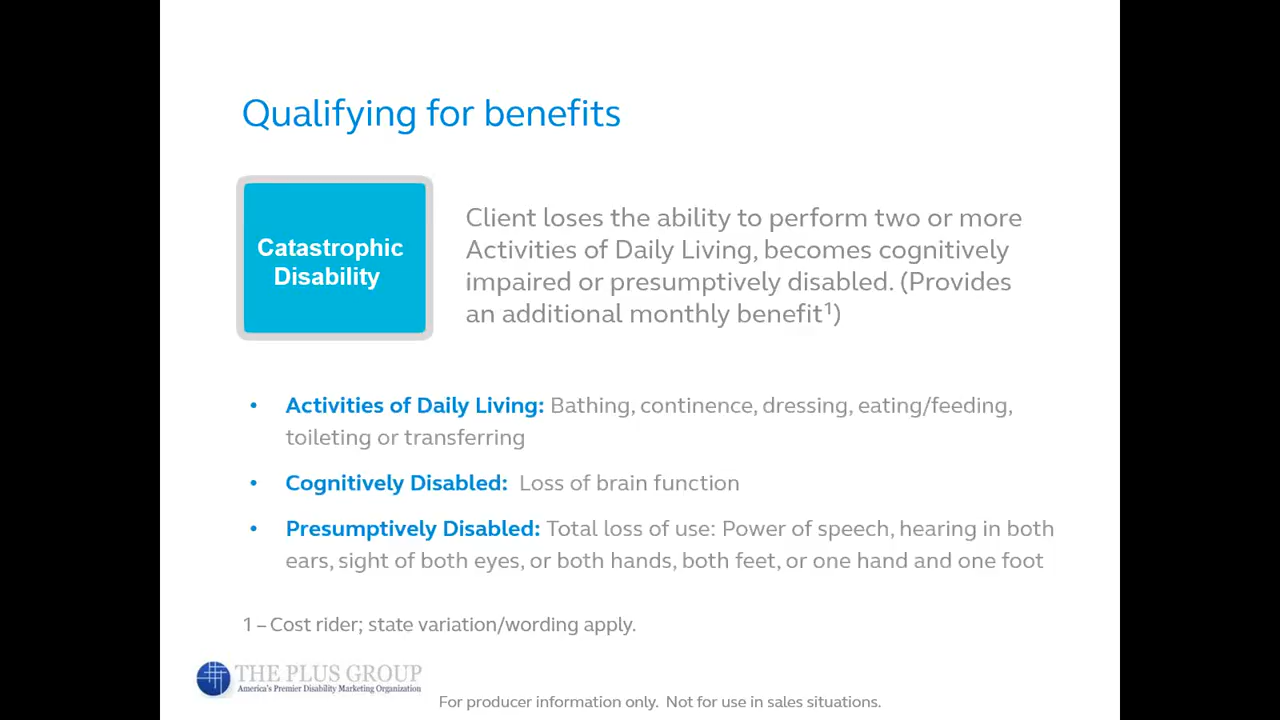 Qualifying for benefits
Catastrophic
Disability
Client loses the ability to perform two or more
Activities of Daily Living, becomes cognitively
impaired or presumptively disabled. (Provides
an additional monthly benefit¹)
• Activities of Daily Living: Bathing, continence, dressing, eating/feeding,
toileting or transferring
• Cognitively Disabled: Loss of brain function
• Presumptively Disabled: Total loss of use: Power of speech, hearing in both
ears, sight of both eyes, or both hands, both feet, or one hand and one foot
1 – Cost rider; state variation/wording apply.
THE PLUS GROUP
America's Premier Disability Marketing Organization
For producer information only. Not for use in sales situations.